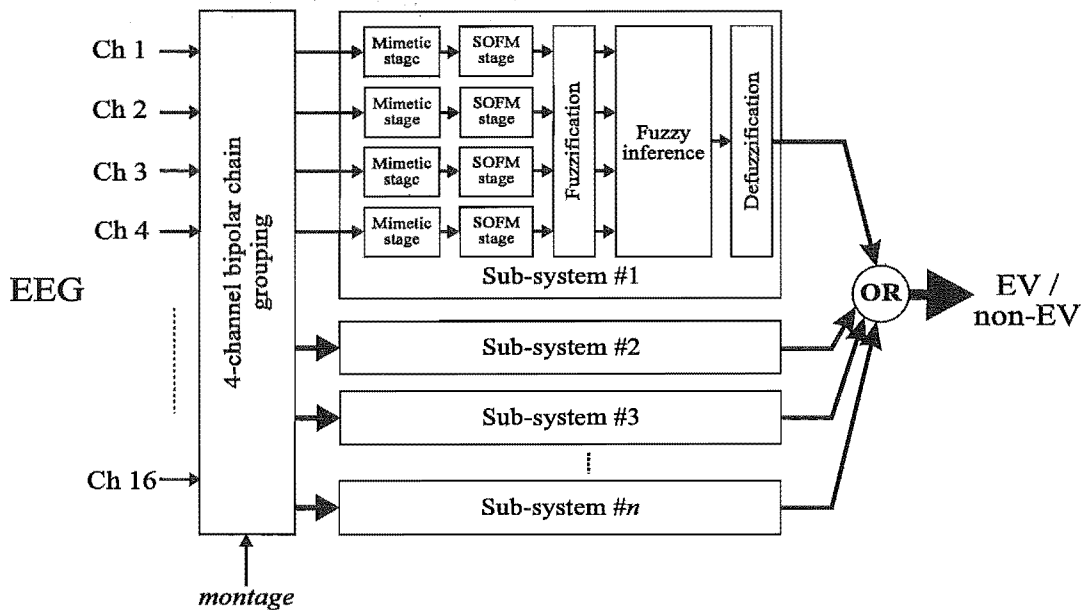 Ch 1
Ch 2
Ch 3
Ch 4
EEG
Ch 16
4-channel bipolar chain
grouping
montage
Mimetic
stage
SOFM
stage
Mimetic
stage
SOFM
stage
Mimetic
stage
SOFM
stage
Mimetic
stage
SOFM
stage
Fuzzification
Fuzzy
inference
Defuzzification
Sub-system #1
Sub-system #2
Sub-system #3
Sub-system #n
OR
EV /
non-EV